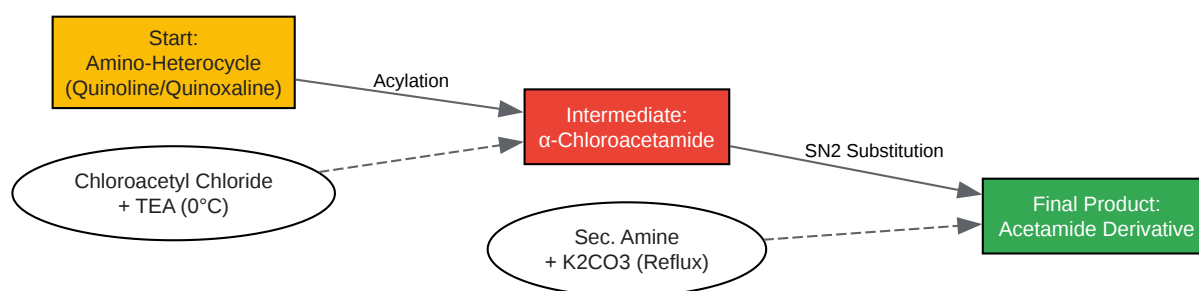 Start:
Amino-Heterocycle
(Quinoline/Quinoxaline)
Acylation
Chloroacetyl Chloride
+ TEA (0°C)
Intermediate:
α-Chloroacetamide
SN2 Substitution
Sec. Amine
+ K2CO3 (Reflux)
Final Product:
Acetamide Derivative